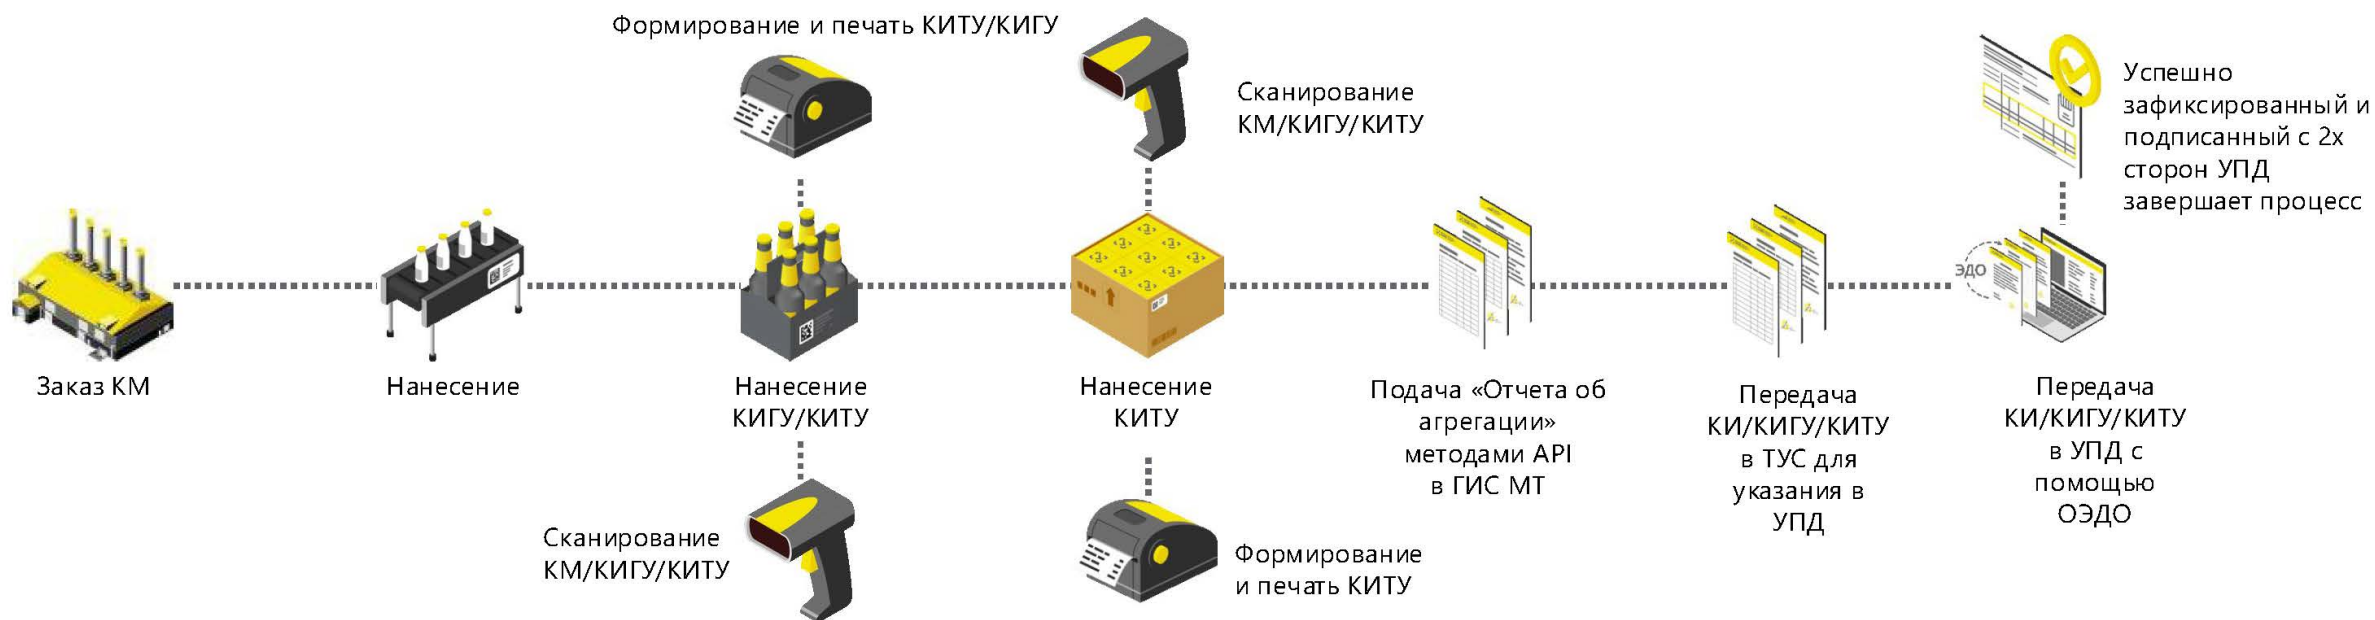 Формирование и печать КИТУ/КИГУ
Сканирование
КМ/КИГУ/КИТУ
Успешно
зафиксированный и
подписанный с 2х
сторон УПД
завершает процесс
ЭДО
Заказ КМ
Нанесение
Нанесение
КИГУ/КИТУ
Нанесение
КИТУ
Подача «Отчета об
агрегации»
методами API
в ГИС МТ
Передача
КИ/КИГУ/КИТУ
в ТУС для
указания в
УПД
Передача
КИ/КИГУ/КИТУ
в УПД с
помощью
ОЭДО
Сканирование
КМ/КИГУ/КИТУ
Формирование
и печать КИТУ